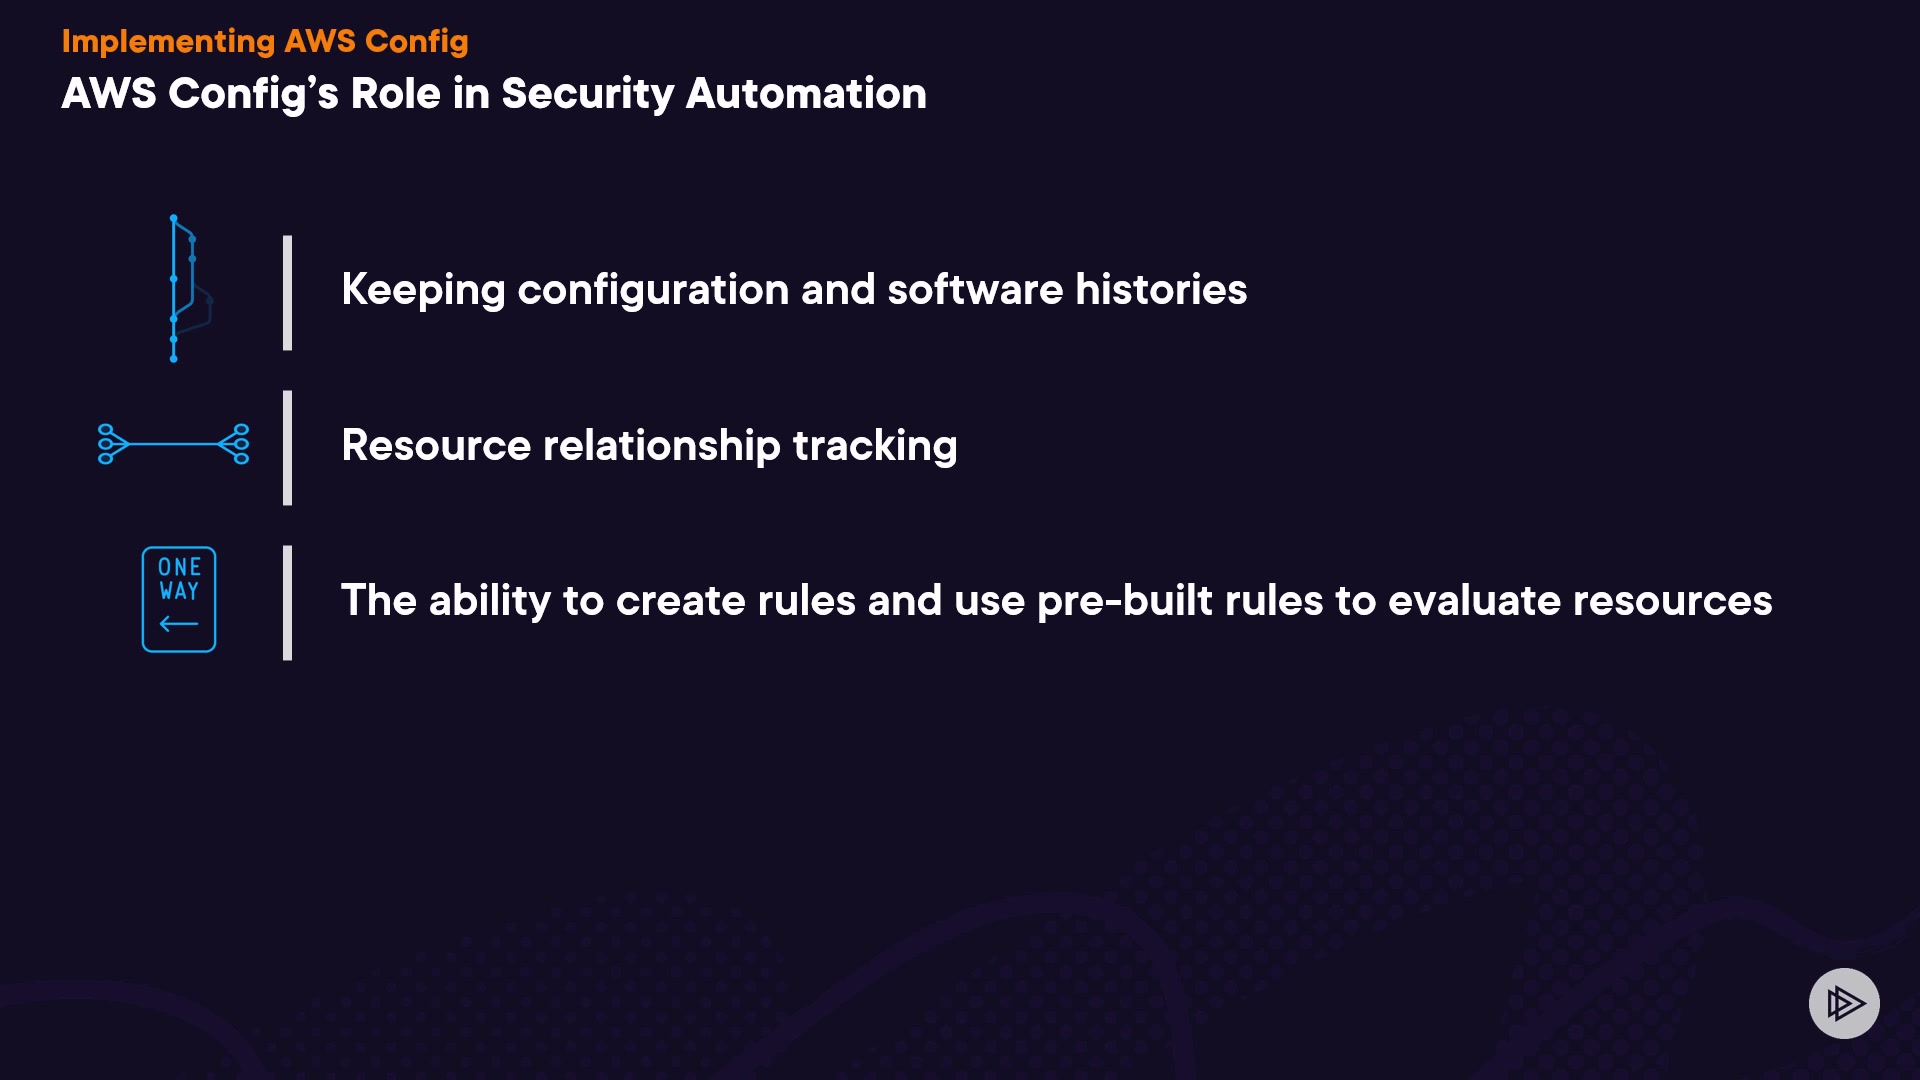 Implementing AWS Config
AWS Config’s Role in Security Automation
Keeping configuration and software histories
Resource relationship tracking
ONE
WAY
The ability to create rules and use pre-built rules to evaluate resources